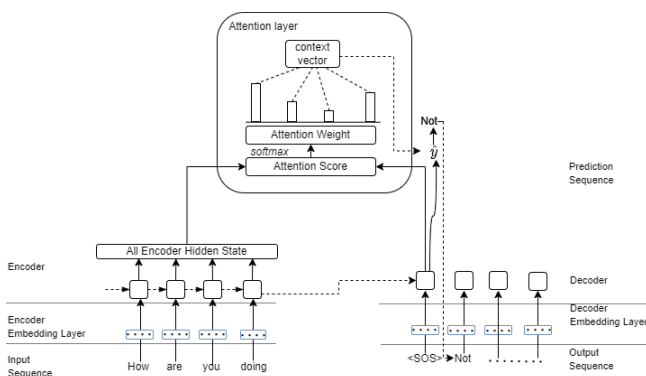 Attention layer
context
vector
Not
Attention Weight
softmax
ŷ
Attention Score
Prediction
Sequence
All Encoder Hidden State
Encoder
Decoder
Encoder
Embedding Layer
Decoder
Embedding Layer
Input
Sequence
How are you doing
<SOS> Not .......
Output
Sequence